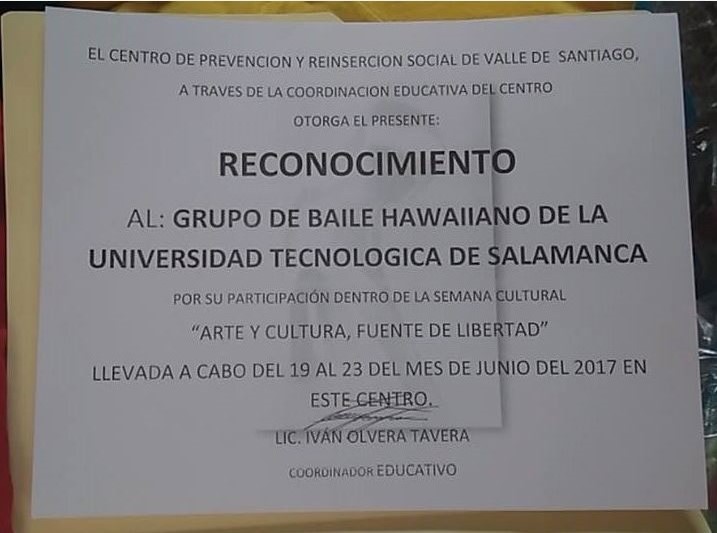 EL CENTRO DE PREVENCION Y REINSERCION SOCIAL DE VALLE DE SANTIAGO,
A TRAVES DE LA COORDINACION EDUCATIVA DEL CENTRO
OTORGA EL PRESENTE:
RECONOCIMIENTO
AL: GRUPO DE BAILE HAWAIIANO DE LA
UNIVERSIDAD TECNOLOGICA DE SALAMANCA
POR SU PARTICIPACIÓN DENTRO DE LA SEMANA CULTURAL
“ARTE Y CULTURA, FUENTE DE LIBERTAD”
LLEVADA A CABO DEL 19 AL 23 DEL MES DE JUNIO DEL 2017 EN
ESTE CENTRO.
LIC. IVÁN OLVERA TAVERA
COORDINADOR EDUCATIVO